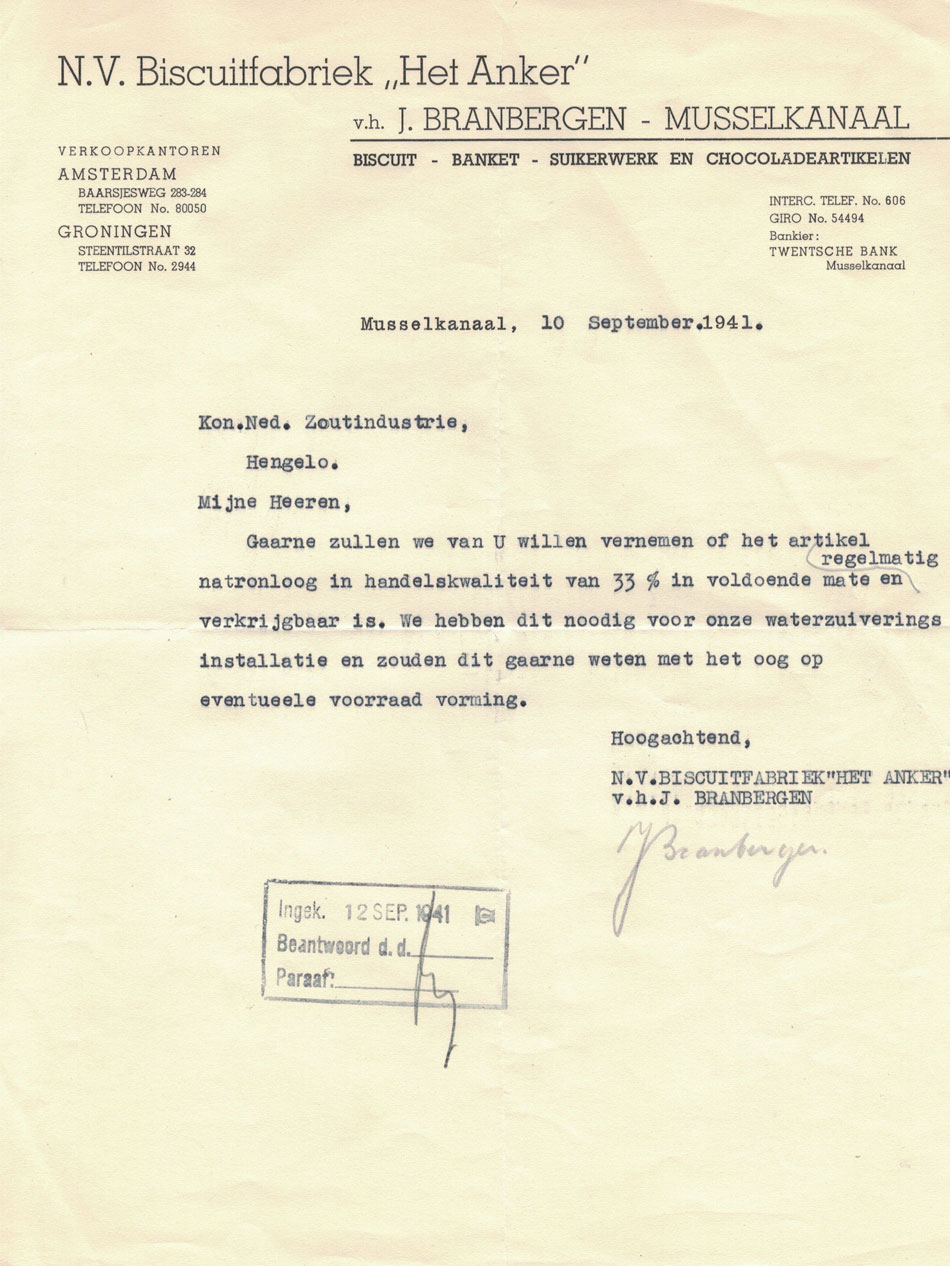 N.V. Biscuitfabriek „Het Anker"
v.h. J. BRANBERGEN - MUSSELKANAAL
BISCUIT - BANKET - SUIKERWERK EN CHOCOLADEARTIKELEN
VERKOOPKANTOREN
AMSTERDAM
BAARSJESWEG 283-284
TELEFOON No. 80050
GRONINGEN
STEENTILSTRAAT 32
TELEFOON No. 2944
INTERC. TELEF. No. 606
GIRO No. 54494
Bankier:
TWENTSCHE BANK
Musselkanaal
Musselkanaal, 10 September.1941.
Kon.Ned. Zoutindustrie,
Hengelo.
Mijne Heeren,
Gaarne zullen we van U willen vernemen of het artikel
regelmatig
natronloog in handelskwaliteit van 33 % in voldoende mate en
verkrijgbaar is. We hebben dit noodig voor onze waterzuiverings
installatie en zouden dit gaarne weten met het oog op
eventueele voorraad vorming.
Hoogachtend,
N.V.BISCUITFABRIEK"HET ANKER"
v.h.J. BRANBERGEN
J Branbergen.
Ingek. 12 SEP. 1941
Beantwoord d.d.
Paraaf: